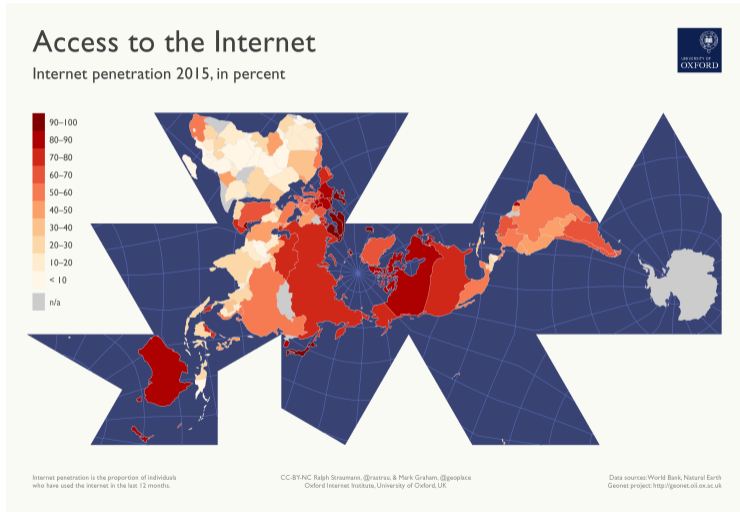 Access to the Internet
Internet penetration 2015, in percent
UNIVERSITY OF
OXFORD
90–100
80–90
70–80
60–70
50–60
40–50
30–40
20–30
10–20
< 10
n/a
Internet penetration is the proportion of individuals
who have used the internet in the last 12 months.
CC-BY-NC Ralph Straumann, @rastrau, & Mark Graham, @geoplace
Oxford Internet Institute, University of Oxford, UK
Data sources: World Bank, Natural Earth
Geonet project: http://geonet.oii.ox.ac.uk